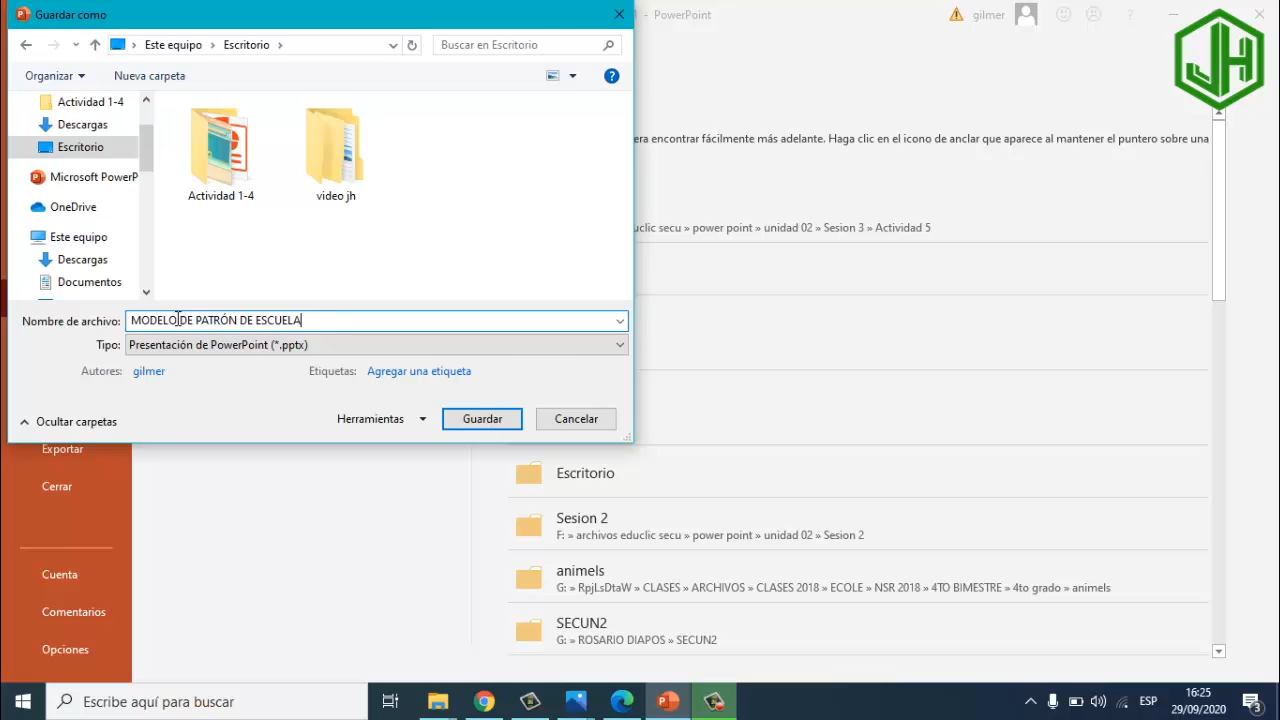 Guardar como
- PowerPoint
gilmer
?
Este equipo > Escritorio >
Buscar en Escritorio
Organizar
Nueva carpeta
?
Actividad 1-4
Descargas
Escritorio
Microsoft PowerP
OneDrive
Este equipo
Descargas
Documentos
Actividad 1-4
video jh
JH
era encontrar fácilmente más adelante. Haga clic en el icono de anclar que aparece al mantener el puntero sobre una
uclic secu » power point » unidad 02 » Sesion 3 » Actividad 5
Nombre de archivo: MODELO DE PATRÓN DE ESCUELA
Tipo: Presentación de PowerPoint (*.pptx)
Autores: gilmer
Etiquetas: Agregar una etiqueta
Ocultar carpetas
Herramientas
Guardar
Cancelar
Exportar
Cerrar
Cuenta
Comentarios
Opciones
Escritorio
Sesion 2
F: » archivos educlic secu » power point » unidad 02 » Sesion 2
animels
G: » RpjLsDtaW » CLASES » ARCHIVOS » CLASES 2018 » ECOLE » NSR 2018 » 4TO BIMESTRE » 4to grado » animels
SECUN2
G: » ROSARIO DIAPOS » SECUN2
Escribe aquí para buscar
ESP
16:25
29/09/2020
3